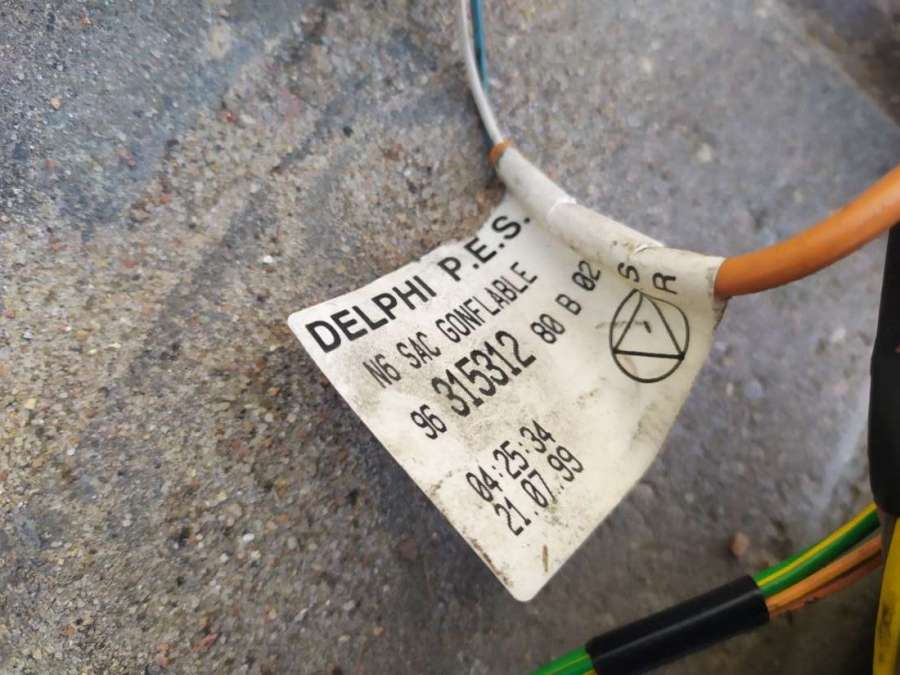 DELPHI P.E.S.
N6 SAC GONFLABLE
96 315312 80 B 02
S
R
04:25:34
21.07.99